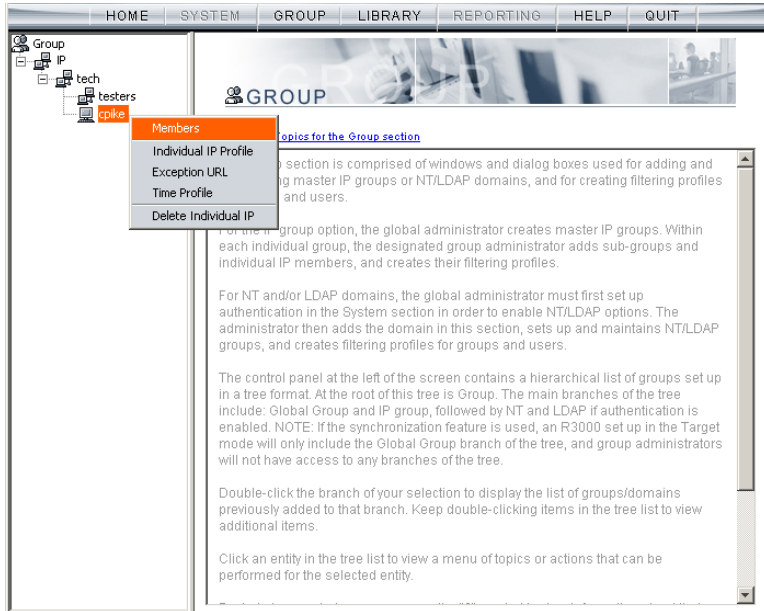 HOME SYSTEM GROUP LIBRARY REPORTING HELP QUIT
Group
IP
tech
testers
cpike
Members
Individual IP Profile
Exception URL
Time Profile
Delete Individual IP
GROUP
GROUP
opics for the Group section
section is comprised of windows and dialog boxes used for adding and
ng master IP groups or NT/LDAP domains, and for creating filtering profiles
and users.
For the IP group option, the global administrator creates master IP groups. Within
each individual group, the designated group administrator adds sub-groups and
individual IP members, and creates their filtering profiles.
For NT and/or LDAP domains, the global administrator must first set up
authentication in the System section in order to enable NT/LDAP options. The
administrator then adds the domain in this section, sets up and maintains NT/LDAP
groups, and creates filtering profiles for groups and users.
The control panel at the left of the screen contains a hierarchical list of groups set up
in a tree format. At the root of this tree is Group. The main branches of the tree
include: Global Group and IP group, followed by NT and LDAP if authentication is
enabled. NOTE: If the synchronization feature is used, an R3000 set up in the Target
mode will only include the Global Group branch of the tree, and group administrators
will not have access to any branches of the tree.
Double-click the branch of your selection to display the list of groups/domains
previously added to that branch. Keep double-clicking items in the tree list to view
additional items.
Click an entity in the tree list to view a menu of topics or actions that can be
performed for the selected entity.